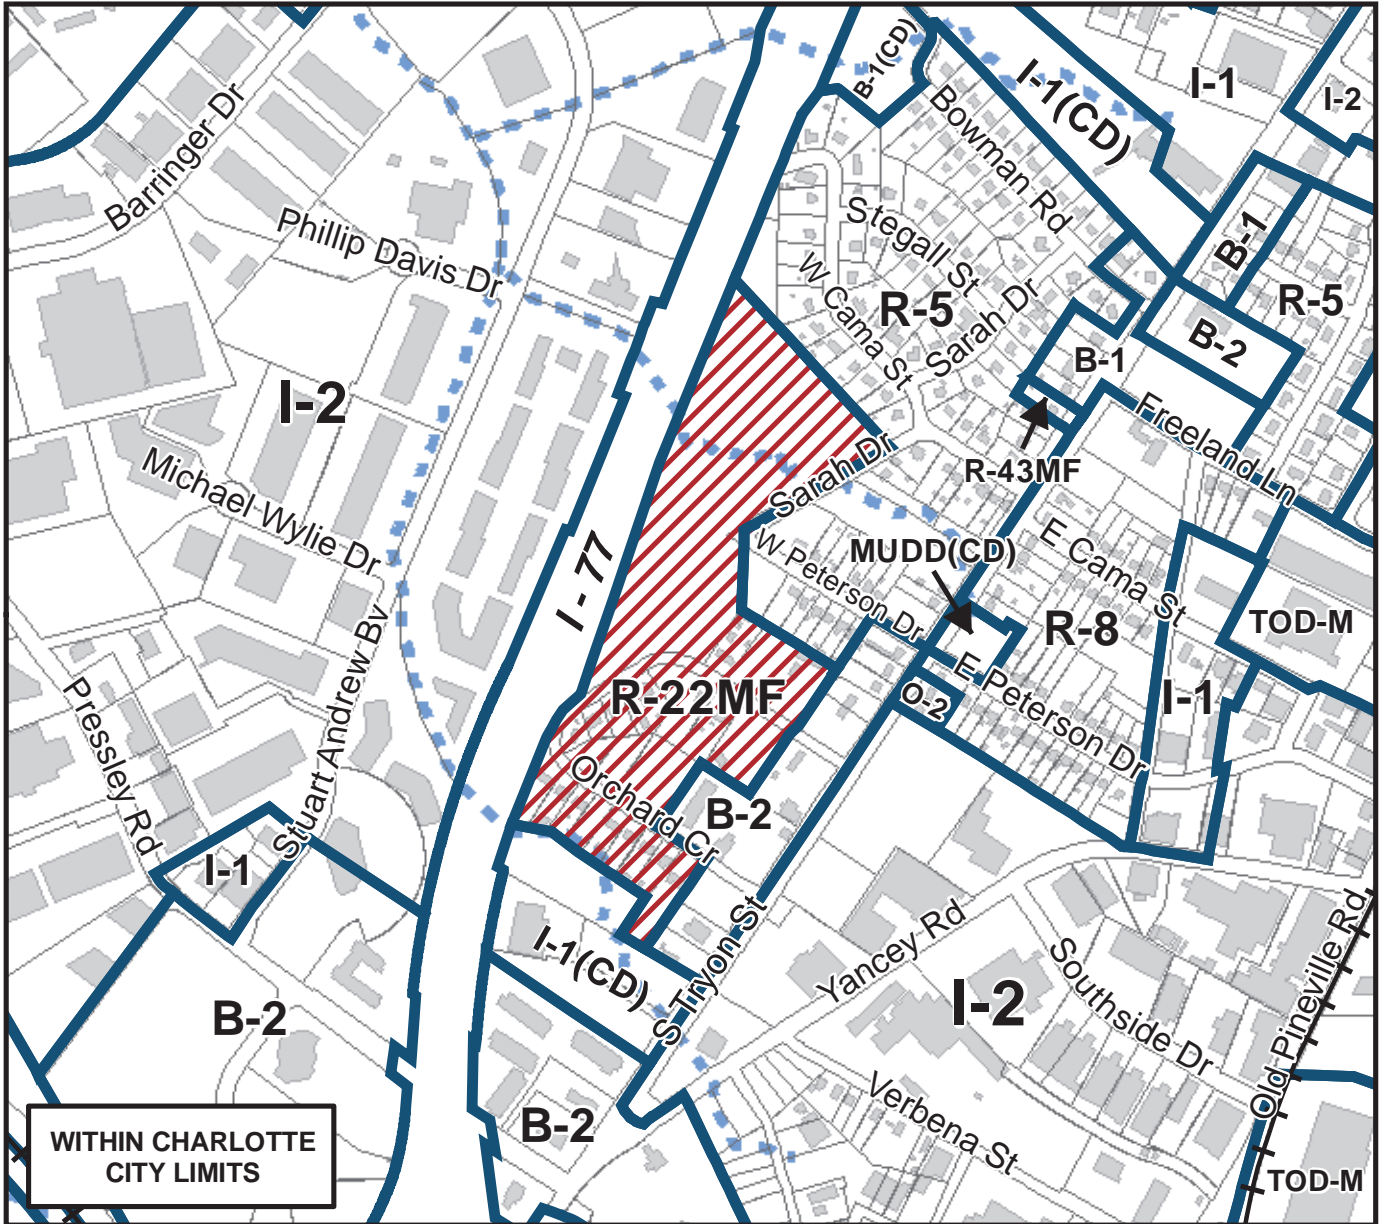 B-1(CD)
I-1(CD)
I-1
I-2
Barringer Dr
Bowman Rd
Phillip Davis Dr
Stegall St
B-1
W Cama St
R-5
Sarah Dr
R-5
B-2
B-1
I-2
Freeland Ln
R-43MF
Michael Wylie Dr
Sarah Dr
I-77
W Peterson Dr
MUDD(CD)
E Cama St
R-8
TOD-M
Stuart Andrew Bv
Pressley Rd
R-22MF
E Peterson Dr
O-2
I-1
Orchard Cr
B-2
I-1
I-1(CD)
S Tryon St
Yancey Rd
I-2
Southside Dr
Old Pineville Rd
B-2
Verbena St
B-2
WITHIN CHARLOTTE
CITY LIMITS
TOD-M